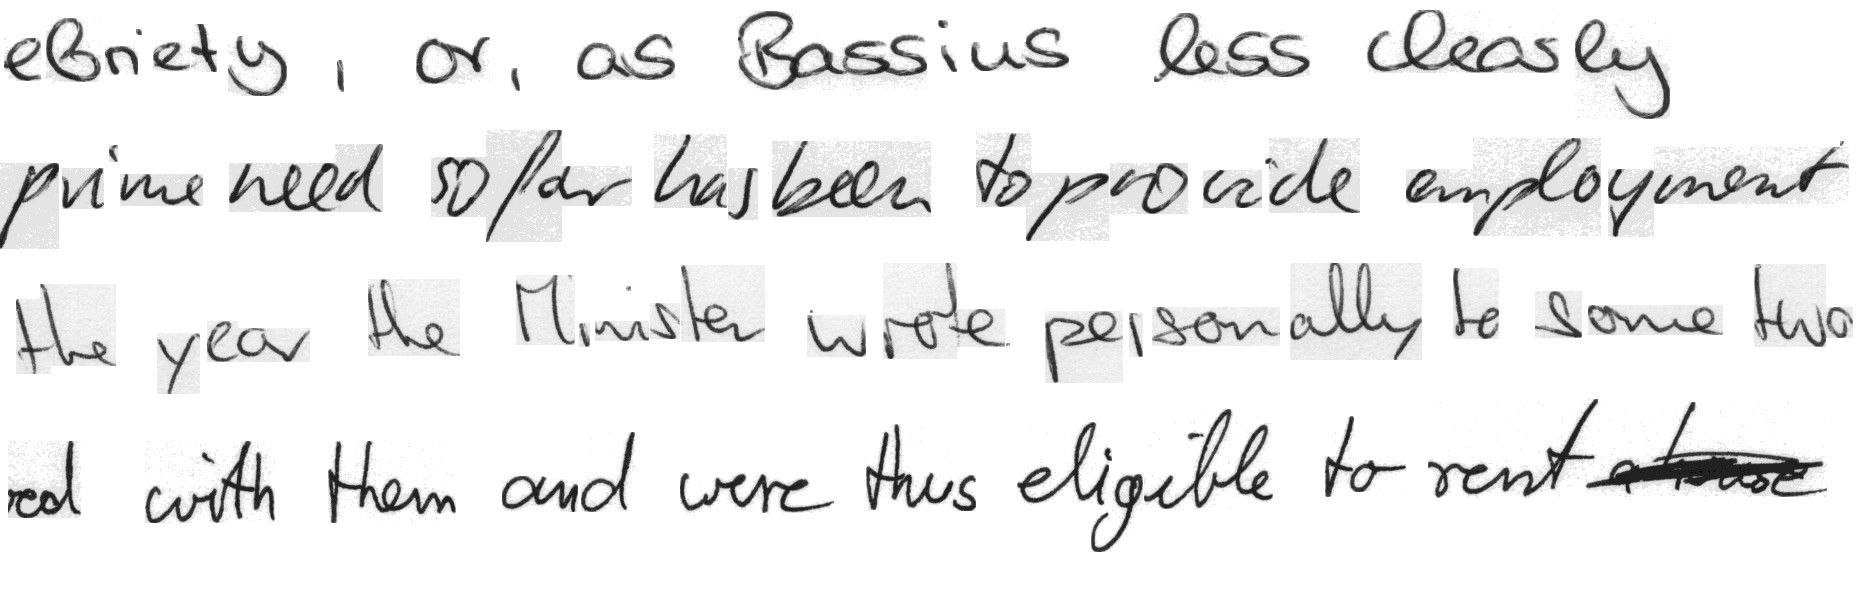 ebriety, or, as Bassius less clearly
prime need so far has been to provide employment
the year the Minister wrote personally to some two
red with them and were thus eligible to rent